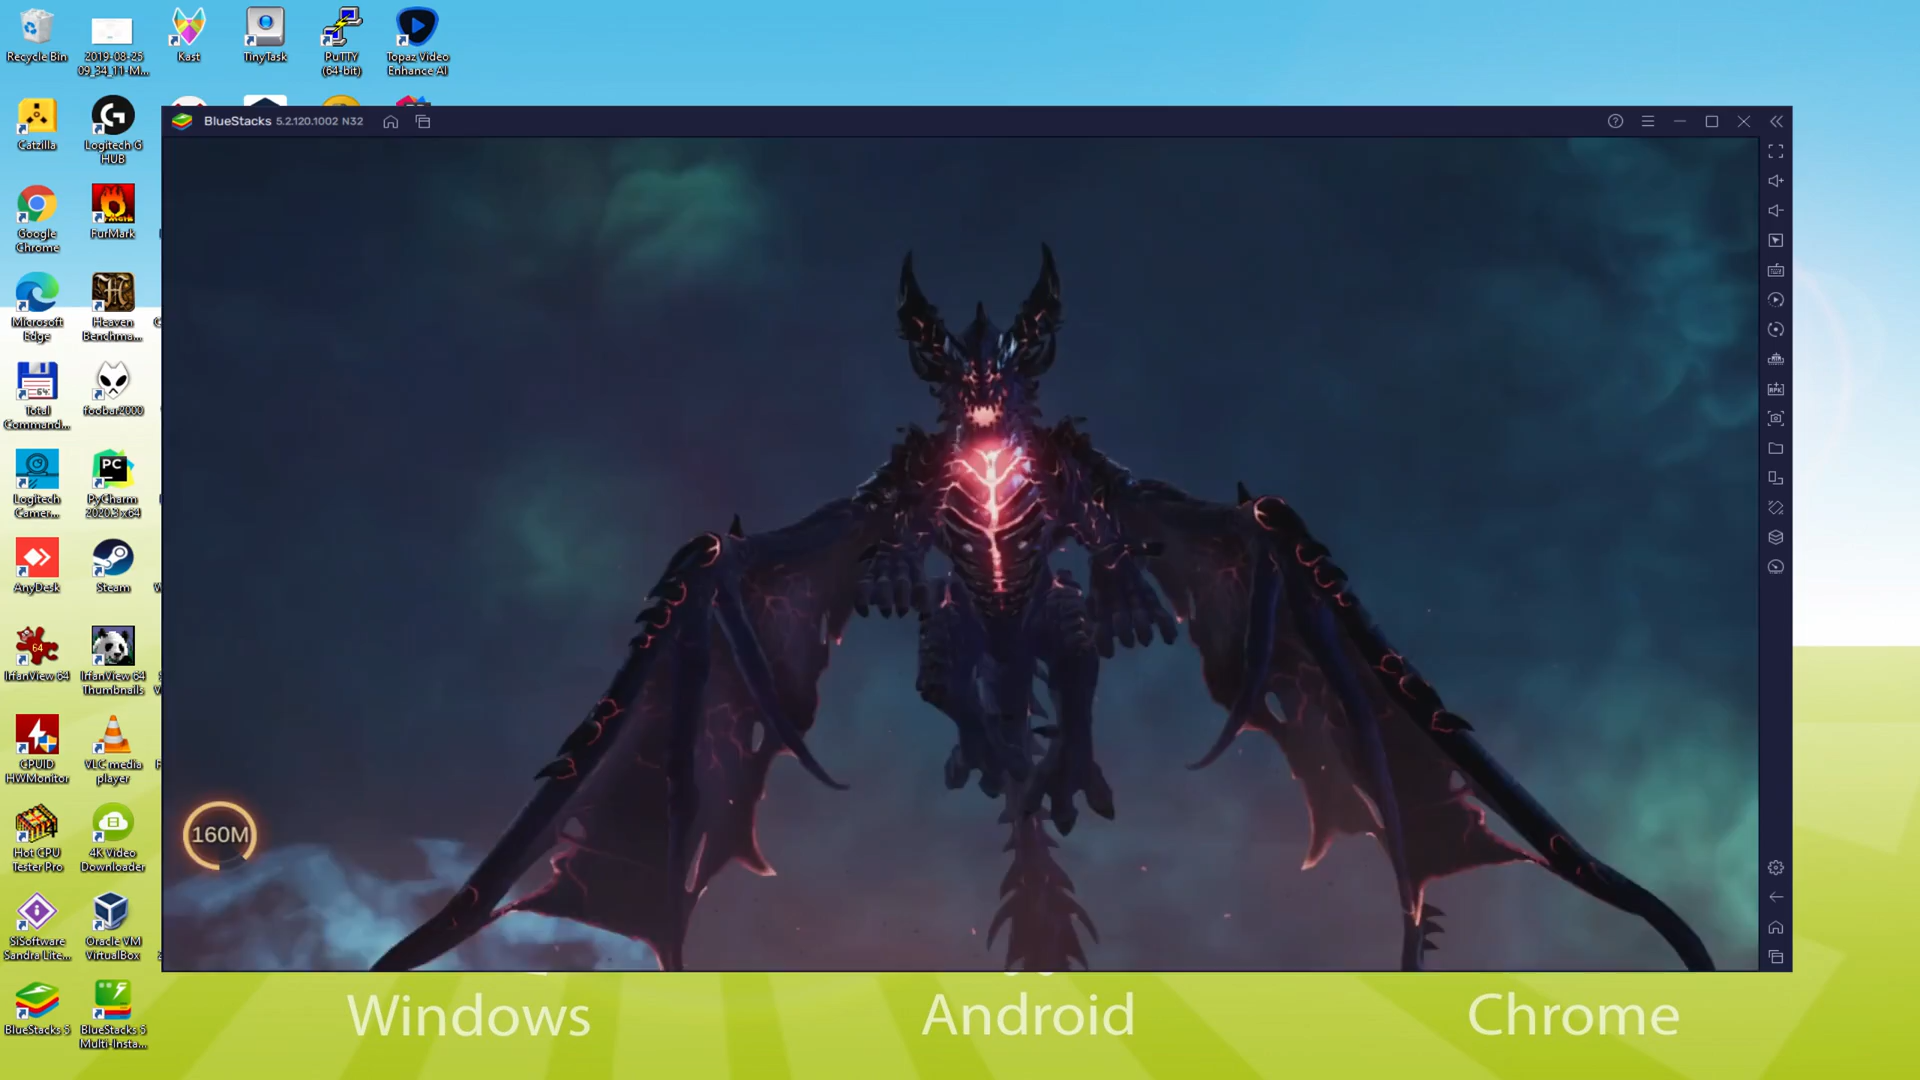 Recycle Bin
2019-08-25
09_34_11-M...
Kast
TinyTask
PuTTY
(64-bit)
Topaz Video
Enhance AI
Catzilla
Logitech G
HUB
BlueStacks 5.2.120.1002 N32
Google
Chrome
FurMark
Microsoft
Edge
Heaven
Benchma...
Total
Command...
foobar2000
Logitech
Camer...
PC
PyCharm
2020.3 x64
AnyDesk
Steam
64
IrfanView 64
IrfanView 64
Thumbnails
CPUID
HWMonitor
VLC media
player
160M
Hot CPU
Tester Pro
4K Video
Downloader
SiSoftware
Sandra Lite...
Oracle VM
VirtualBox
BlueStacks 5
BlueStacks 5
Multi-Insta...
Windows
Android
Chrome